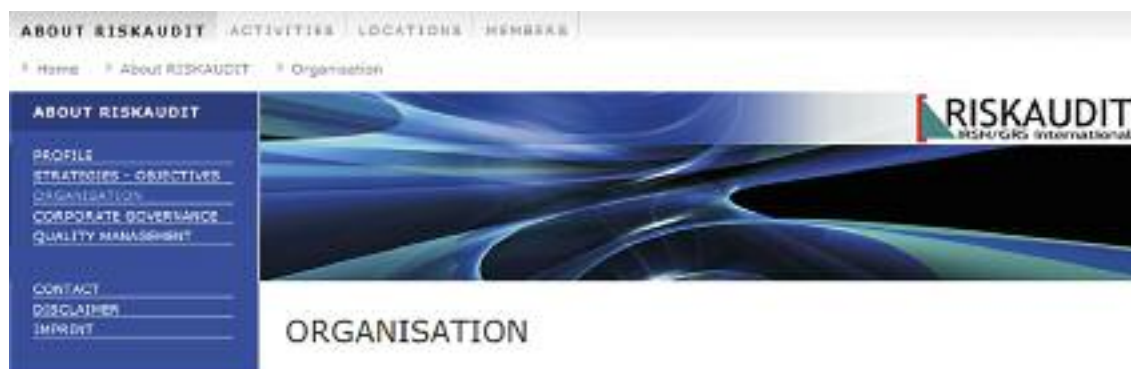 ABOUT RISKAUDIT ACTIVITIES LOCATIONS MEMBERS
Home About RISKAUDIT Organisation
ABOUT RISKAUDIT
PROFILE
STRATEGIES - OBJECTIVES
ORGANISATION
CORPORATE GOVERNANCE
QUALITY MANAGEMENT
CONTACT
DISCLAIMER
IMPRINT
RISKAUDIT
IRSN/GRS International
ORGANISATION